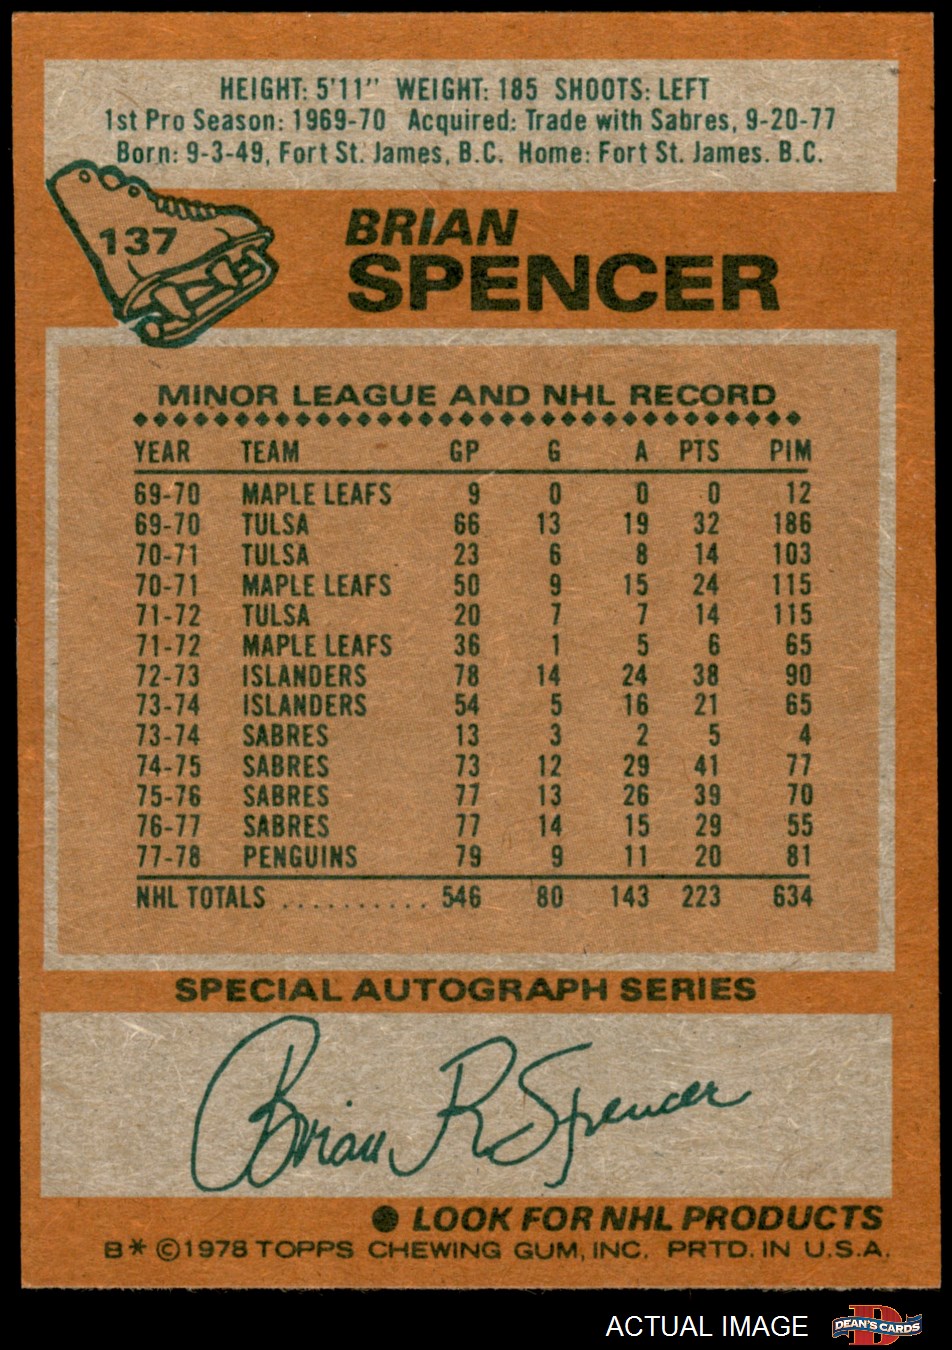 HEIGHT: 5'11" WEIGHT: 185 SHOOTS: LEFT
1st Pro Season: 1969-70 Acquired: Trade with Sabres, 9-20-77
Born: 9-3-49, Fort St. James, B.C. Home: Fort St. James. B.C.
137
BRIAN
SPENCER
MINOR LEAGUE AND NHL RECORD
YEAR TEAM GP G A PTS PIM
69-70 MAPLE LEAFS 9 0 0 0 12
69-70 TULSA 66 13 19 32 186
70-71 TULSA 23 6 8 14 103
70-71 MAPLE LEAFS 50 9 15 24 115
71-72 TULSA 20 7 7 14 115
71-72 MAPLE LEAFS 36 1 5 6 65
72-73 ISLANDERS 78 14 24 38 90
73-74 ISLANDERS 54 5 16 21 65
73-74 SABRES 13 3 2 5 4
74-75 SABRES 73 12 29 41 77
75-76 SABRES 77 13 26 39 70
76-77 SABRES 77 14 15 29 55
77-78 PENGUINS 79 9 11 20 81
NHL TOTALS .......... 546 80 143 223 634
SPECIAL AUTOGRAPH SERIES
Brian R Spencer
● LOOK FOR NHL PRODUCTS
B* ©1978 TOPPS CHEWING GUM, INC. PRTD. IN U.S.A.
ACTUAL IMAGE
DEAN'S CARDS